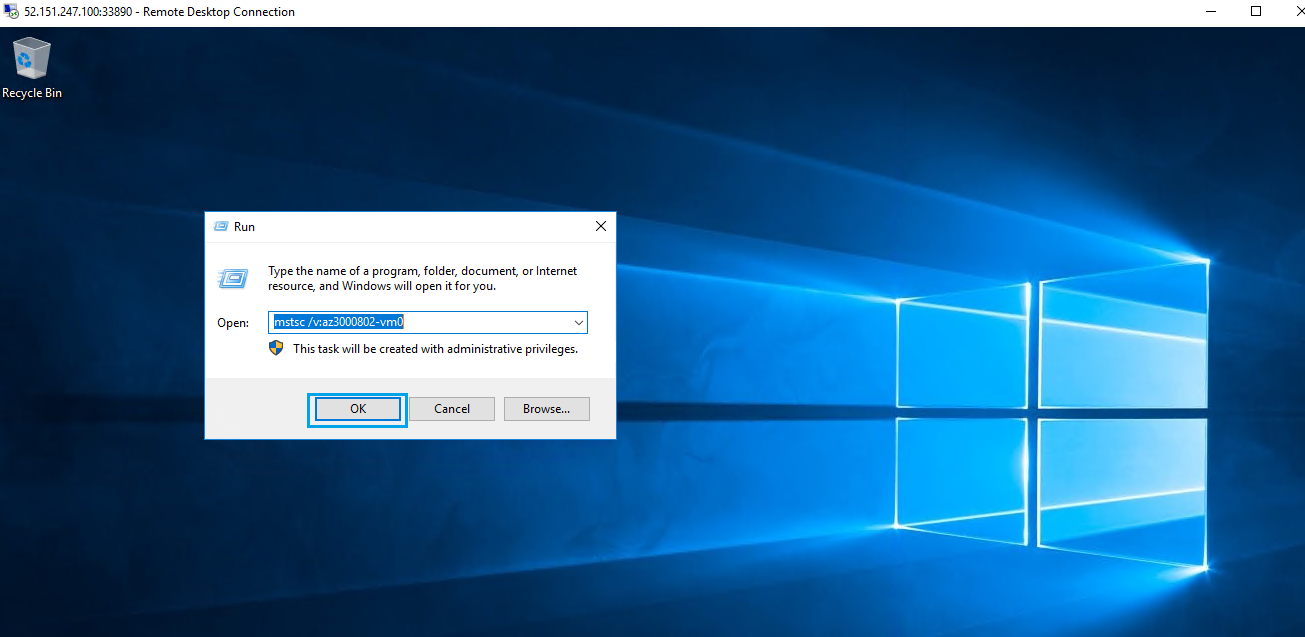 52.151.247.100:33890 - Remote Desktop Connection
Recycle Bin
Run
Type the name of a program, folder, document, or Internet
resource, and Windows will open it for you.
Open: mstsc /v:az3000802-vm0
This task will be created with administrative privileges.
OK Cancel Browse...